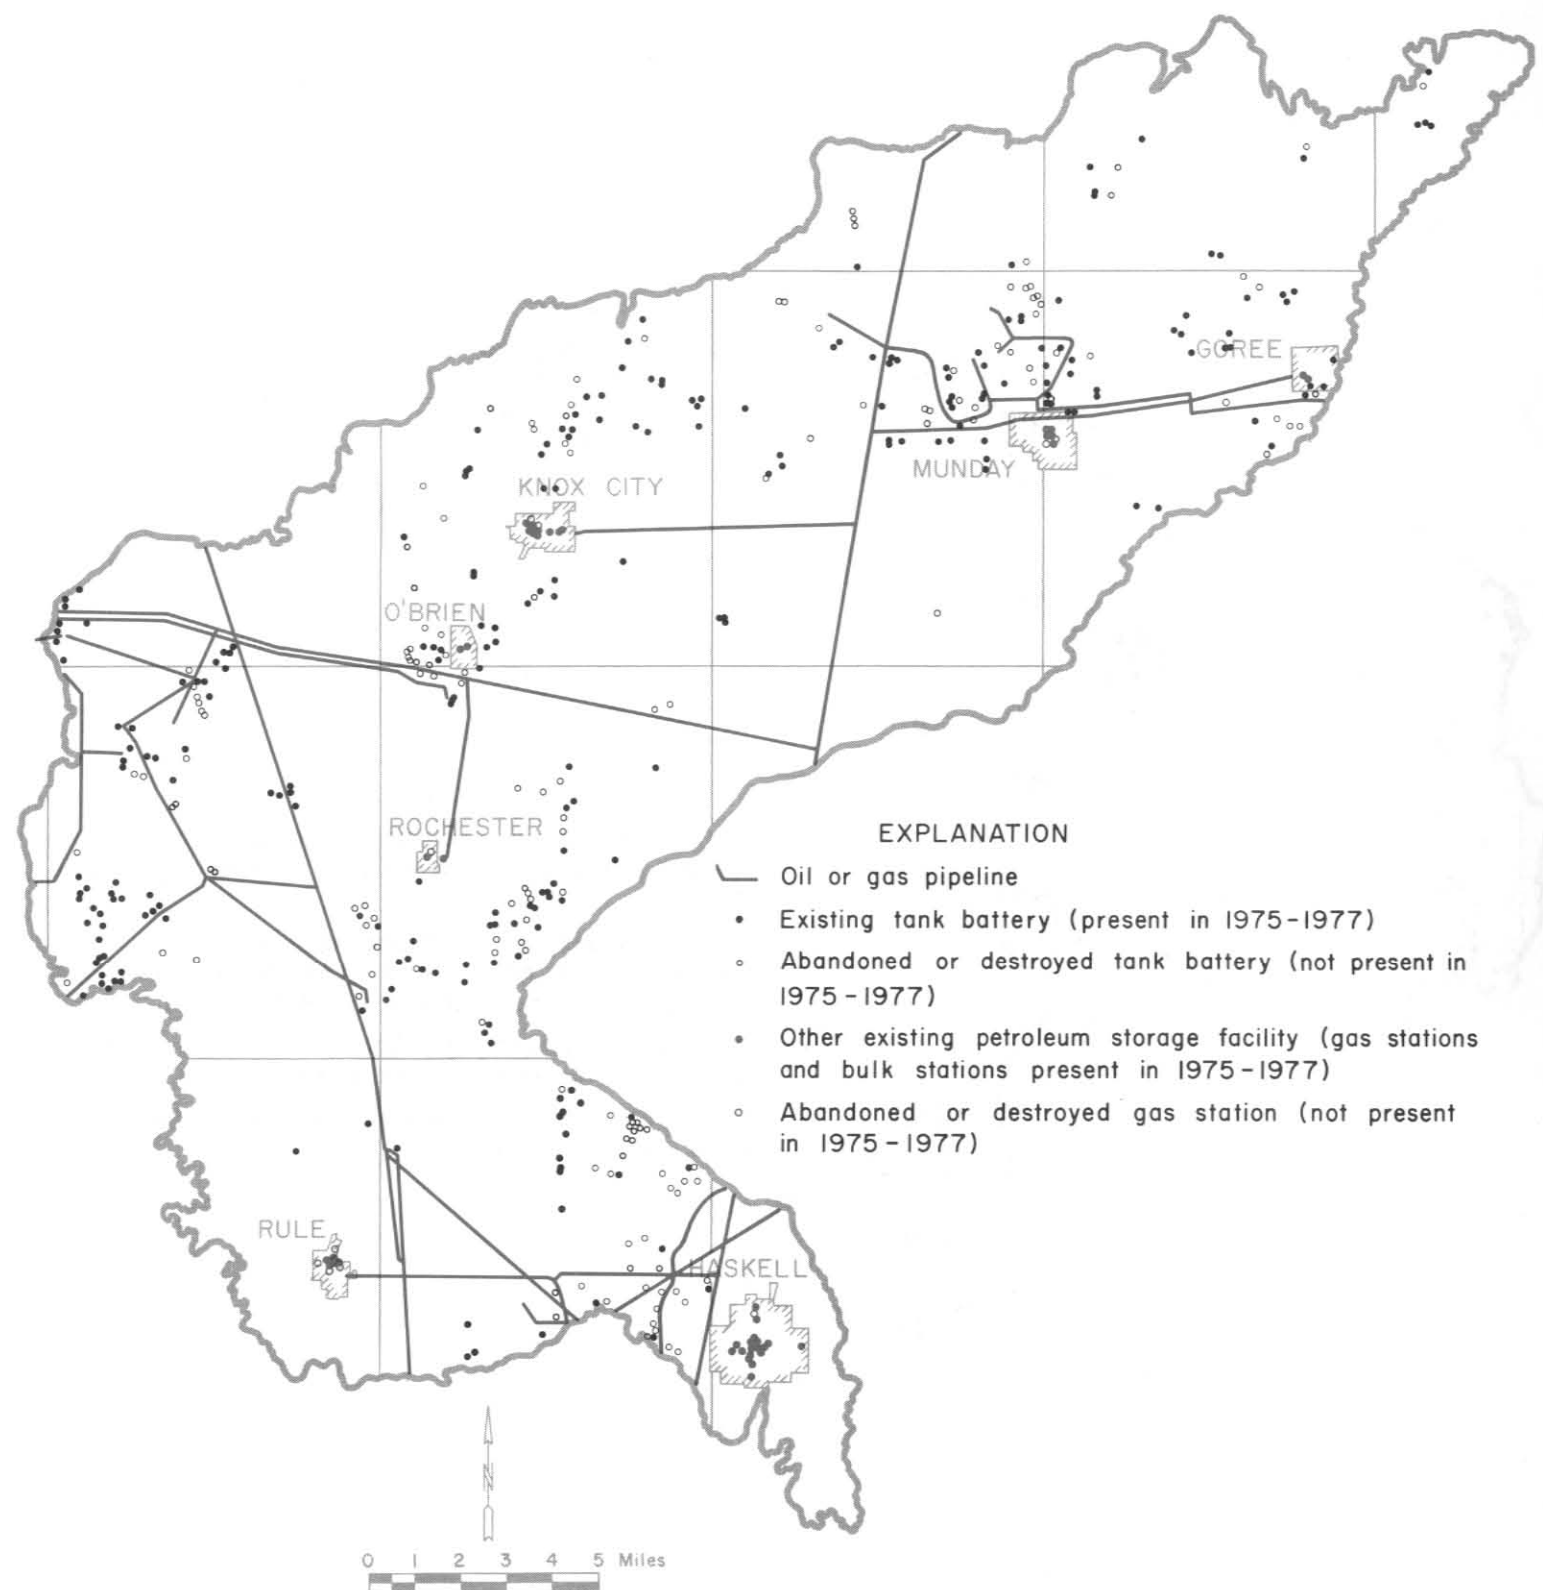 GOREE
MUNDAY
KNOX CITY
O'BRIEN
ROCHESTER
EXPLANATION
Oil or gas pipeline
Existing tank battery (present in 1975-1977)
Abandoned or destroyed tank battery (not present in
1975-1977)
Other existing petroleum storage facility (gas stations
and bulk stations present in 1975-1977)
Abandoned or destroyed gas station (not present
in 1975-1977)
RULE
HASKELL
N
0 1 2 3 4 5 Miles